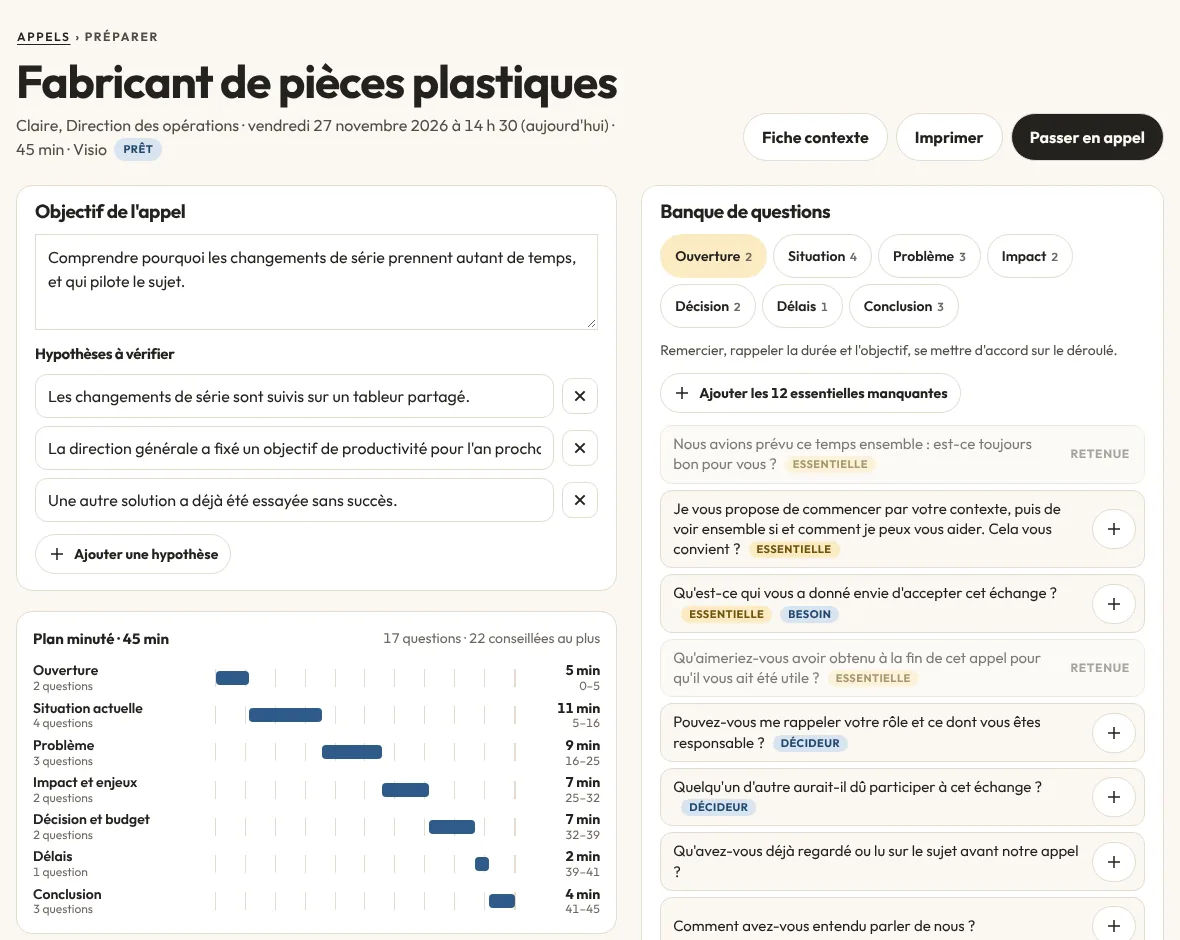 APPELS › PRÉPARER
Fabricant de pièces plastiques
Claire, Direction des opérations · vendredi 27 novembre 2026 à 14 h 30 (aujourd'hui) ·
45 min · Visio PRÊT
Fiche contexte
Imprimer
Passer en appel
Objectif de l'appel
Comprendre pourquoi les changements de série prennent autant de temps,
et qui pilote le sujet.
Hypothèses à vérifier
Les changements de série sont suivis sur un tableur partagé.
La direction générale a fixé un objectif de productivité pour l'an procha
Une autre solution a déjà été essayée sans succès.
Ajouter une hypothèse
Plan minuté · 45 min
17 questions · 22 conseillées au plus
Ouverture
2 questions
5 min
0–5
Situation actuelle
4 questions
11 min
5–16
Problème
3 questions
9 min
16–25
Impact et enjeux
2 questions
7 min
25–32
Décision et budget
2 questions
7 min
32–39
Délais
1 question
2 min
39–41
Conclusion
3 questions
4 min
41–45
Banque de questions
Ouverture 2
Situation 4
Problème 3
Impact 2
Décision 2
Délais 1
Conclusion 3
Remercier, rappeler la durée et l'objectif, se mettre d'accord sur le déroulé.
Ajouter les 12 essentielles manquantes
Nous avions prévu ce temps ensemble : est-ce toujours
bon pour vous ? ESSENTIELLE
RETENUE
Je vous propose de commencer par votre contexte, puis de
voir ensemble si et comment je peux vous aider. Cela vous
convient ? ESSENTIELLE
Qu'est-ce qui vous a donné envie d'accepter cet échange ?
ESSENTIELLE BESOIN
Qu'aimeriez-vous avoir obtenu à la fin de cet appel pour
qu'il vous ait été utile ? ESSENTIELLE
RETENUE
Pouvez-vous me rappeler votre rôle et ce dont vous êtes
responsable ? DÉCIDEUR
Quelqu'un d'autre aurait-il dû participer à cet échange ?
DÉCIDEUR
Qu'avez-vous déjà regardé ou lu sur le sujet avant notre appel
?
Comment avez-vous entendu parler de nous ?